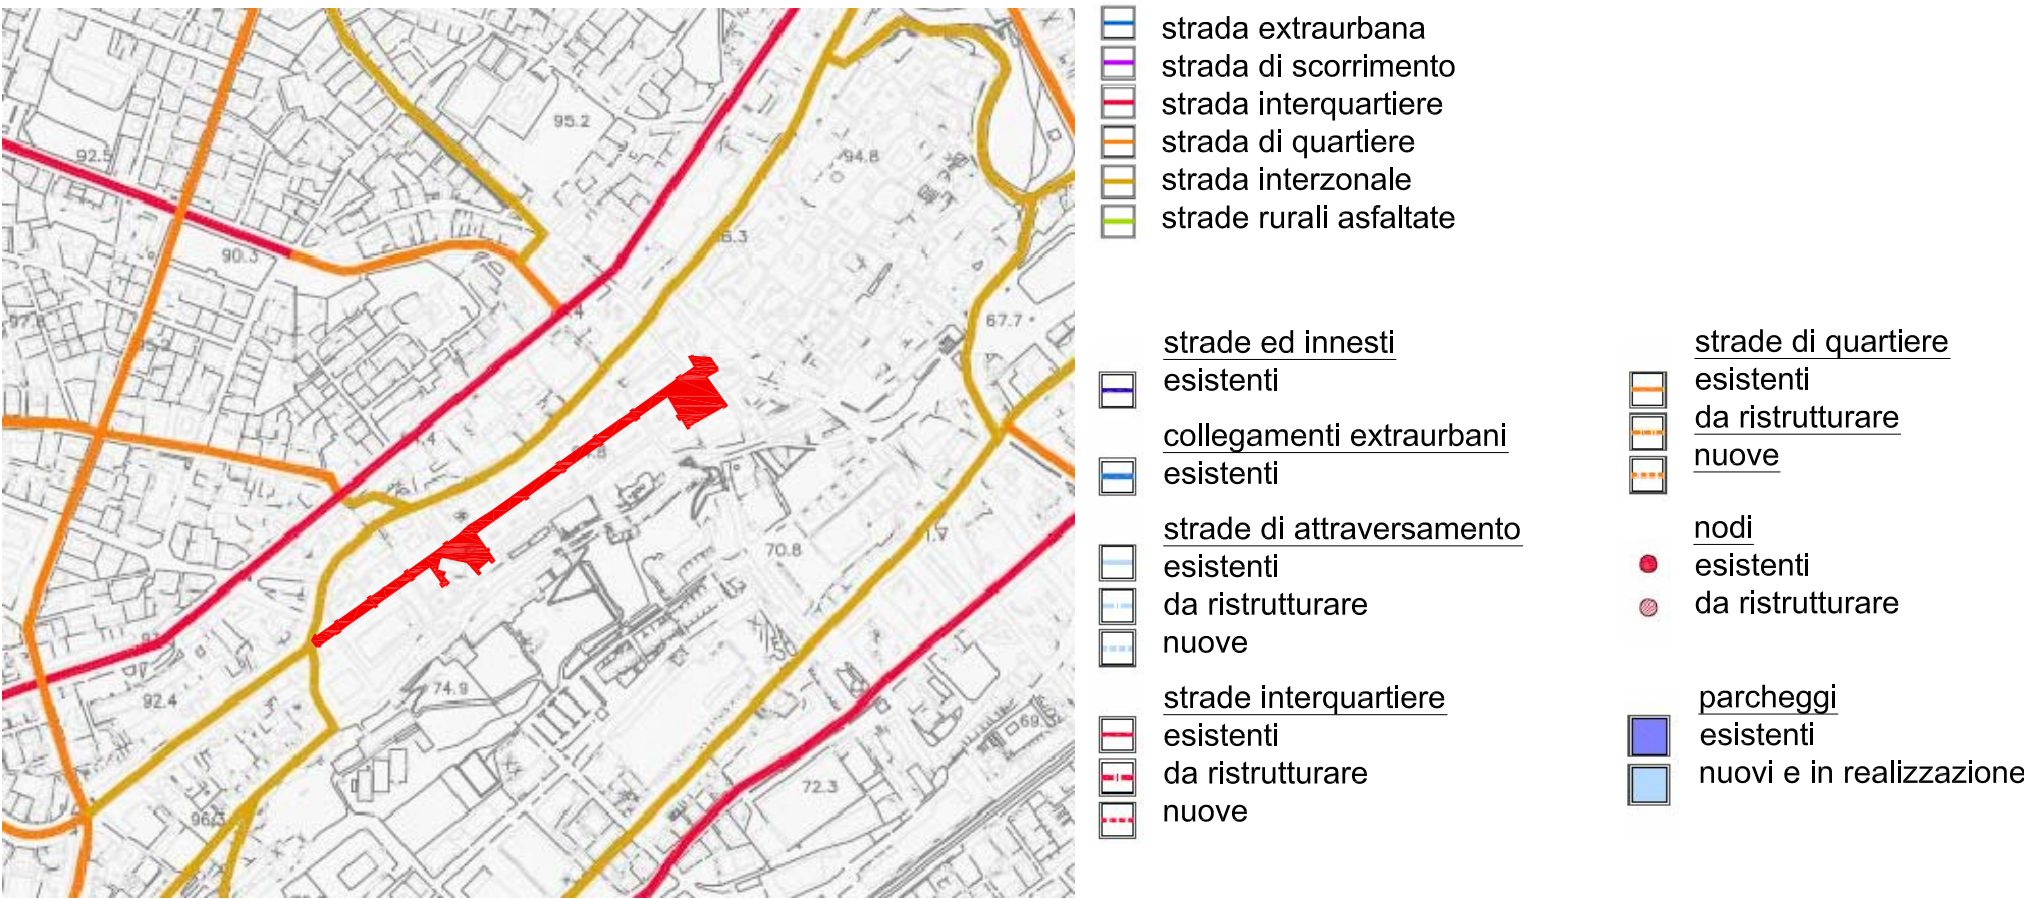 strada extraurbana
strada di scorrimento
strada interquartiere
strada di quartiere
strada interzonale
strade rurali asfaltate
strade ed innesti
esistenti
collegamenti extraurbani
esistenti
strade di attraversamento
esistenti
da ristrutturare
nuove
strade interquartiere
esistenti
da ristrutturare
nuove
strade di quartiere
esistenti
da ristrutturare
nuove
nodi
esistenti
da ristrutturare
parcheggi
esistenti
nuovi e in realizzazione
95.2
92.5
94.8
90.3
67.7
70.8
74.9
92.4
72.3